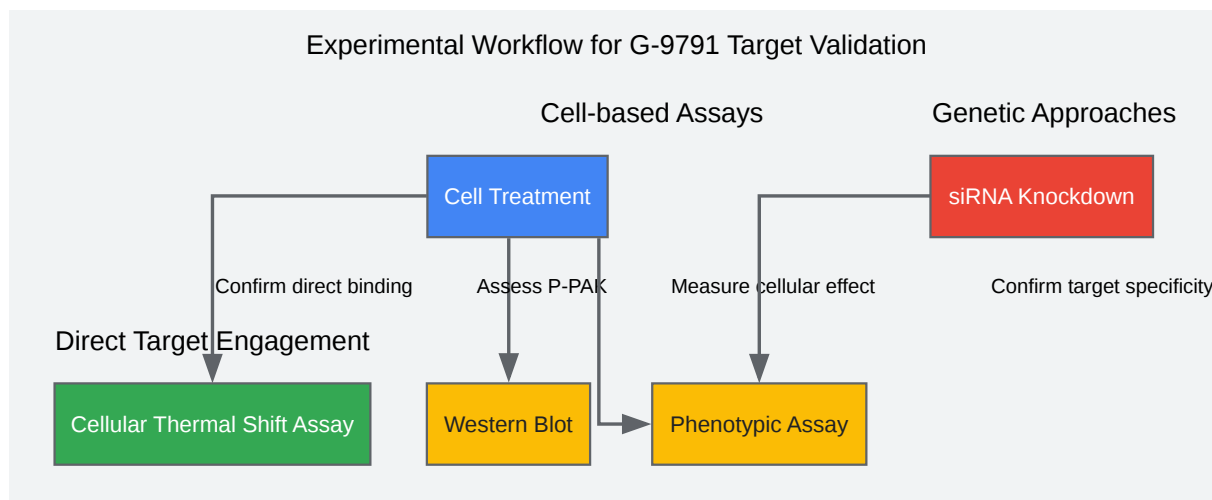 Experimental Workflow for G-9791 Target Validation
Cell-based Assays
Genetic Approaches
Cell Treatment
siRNA Knockdown
Confirm direct binding
Assess P-PAK
Measure cellular effect
Confirm target specificity
Direct Target Engagement
Cellular Thermal Shift Assay
Western Blot
Phenotypic Assay